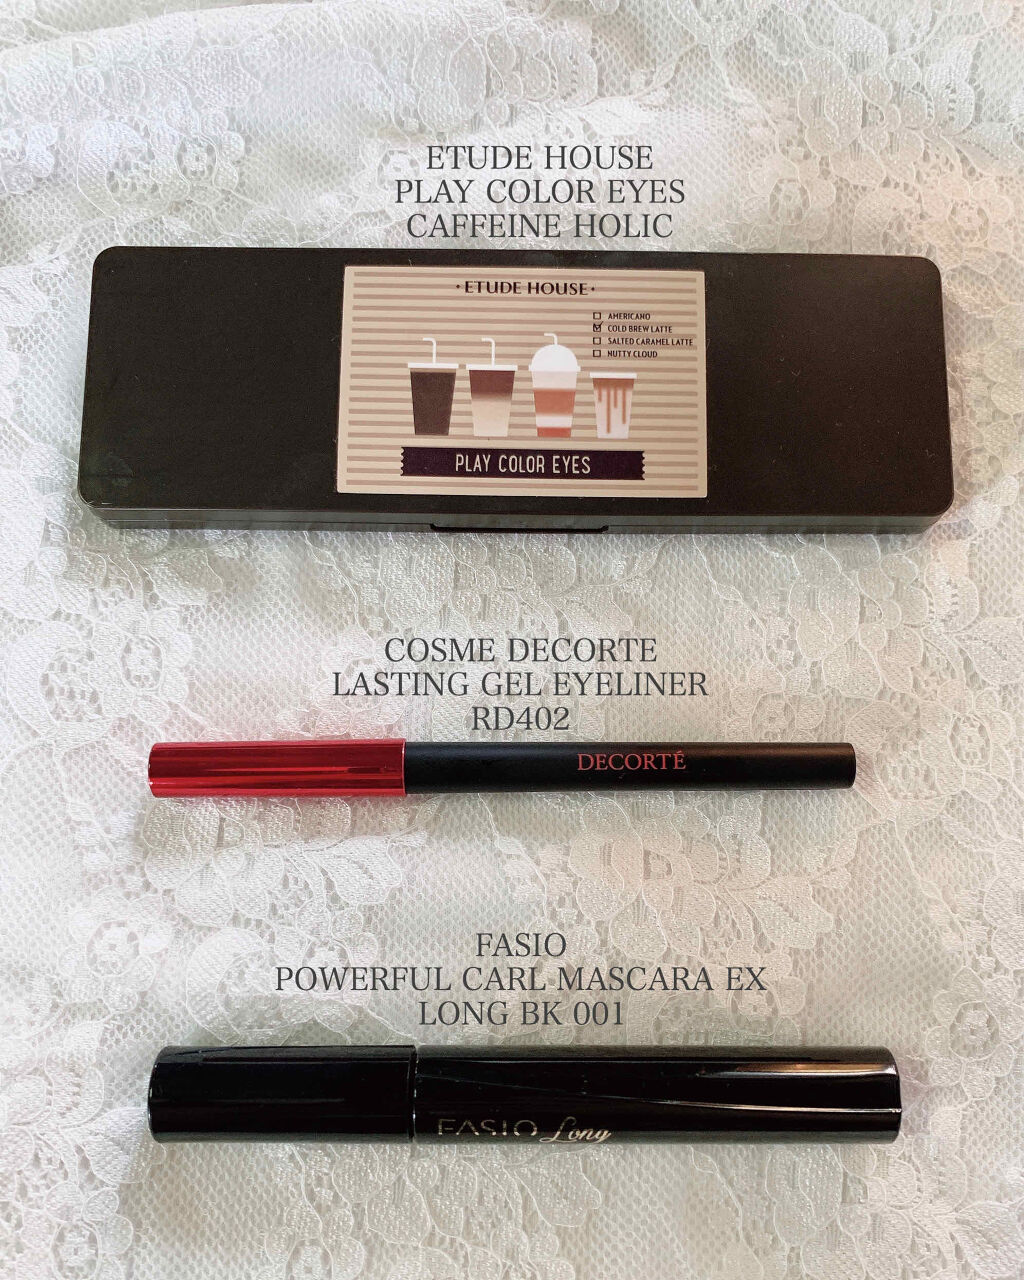 ETUDE HOUSE
PLAY COLOR EYES
CAFFEINE HOLIC
·ETUDE HOUSE·
AMERICANO
COLD BREW LATTE
SALTED CARAMEL LATTE
NUTTY CLOUD
PLAY COLOR EYES
COSME DECORTE
LASTING GEL EYELINER
RD402
DECORTÉ
FASIO
POWERFUL CARL MASCARA EX
LONG BK 001
FASIO Long